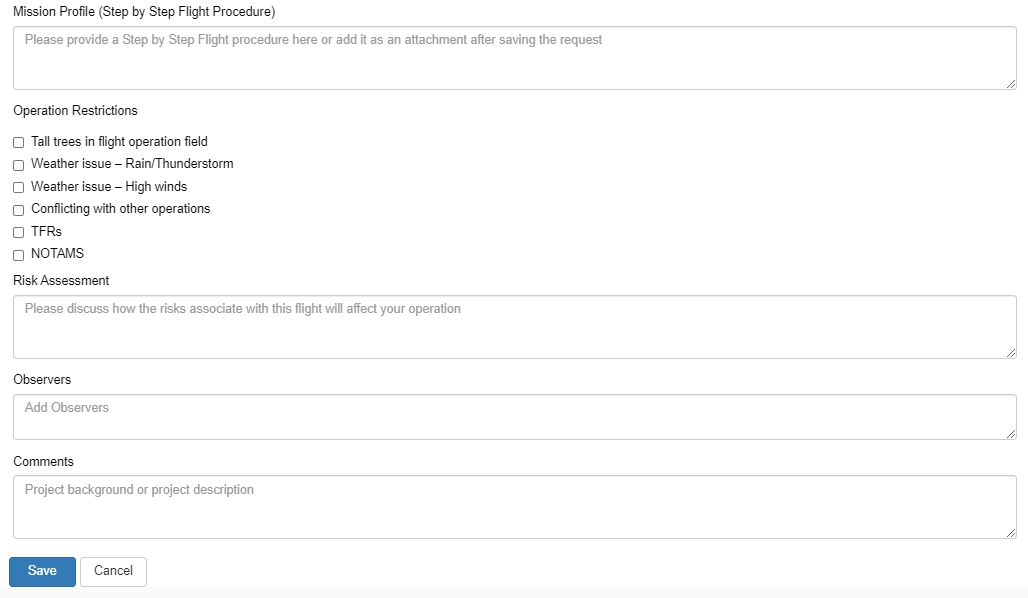 Mission Profile (Step by Step Flight Procedure)
Please provide a Step by Step Flight procedure here or add it as an attachment after saving the request
Operation Restrictions
Tall trees in flight operation field
Weather issue – Rain/Thunderstorm
Weather issue – High winds
Conflicting with other operations
TFRs
NOTAMS
Risk Assessment
Please discuss how the risks associate with this flight will affect your operation
Observers
Add Observers
Comments
Project background or project description
Save Cancel